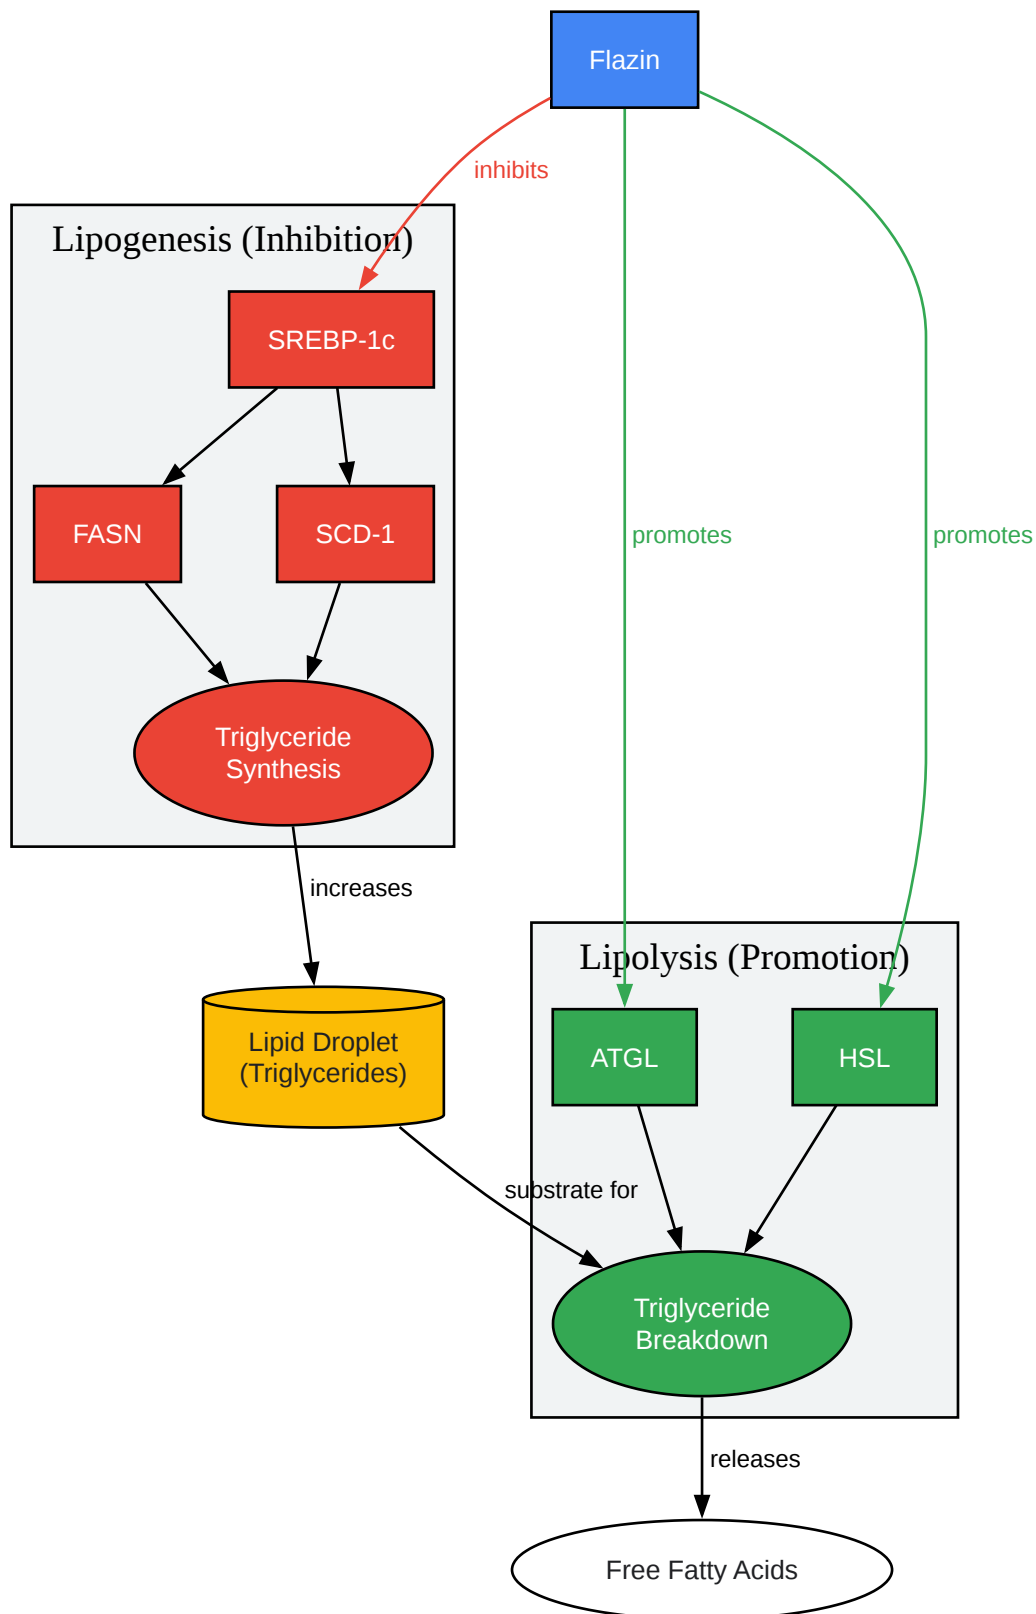 Flazin
inhibits
Lipogenesis (Inhibition)
SREBP-1c
FASN
SCD-1
promotes
promotes
Triglyceride
Synthesis
increases
Lipolysis (Promotion)
Lipid Droplet
(Triglycerides)
ATGL
HSL
substrate for
Triglyceride
Breakdown
releases
Free Fatty Acids